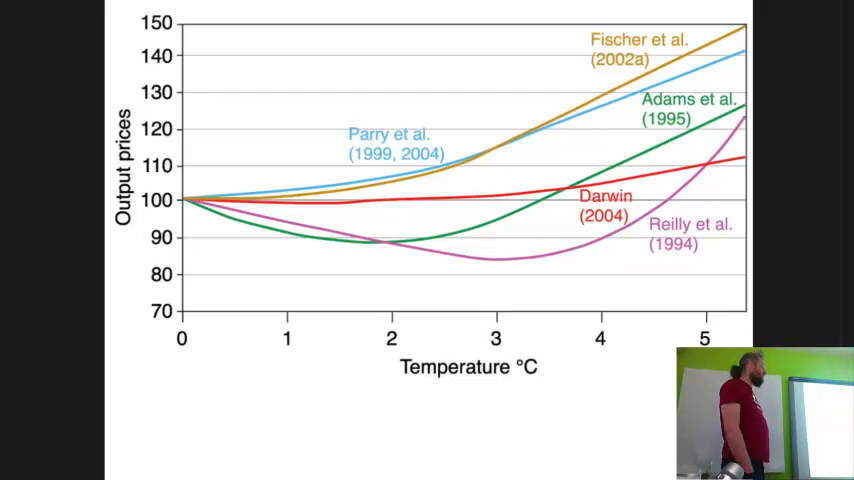 150
140
130
120
110
100
90
80
70
Output prices
Fischer et al.
(2002a)
Adams et al.
(1995)
Parry et al.
(1999, 2004)
Darwin
(2004)
Reilly et al.
(1994)
0 1 2 3 4 5
Temperature °C